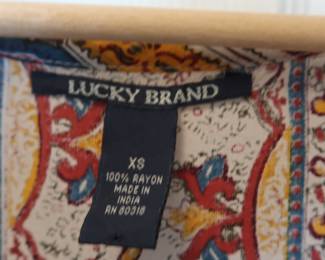 LUCKY BRAND
XS
100% RAYON
MADE IN
INDIA
RN 80318